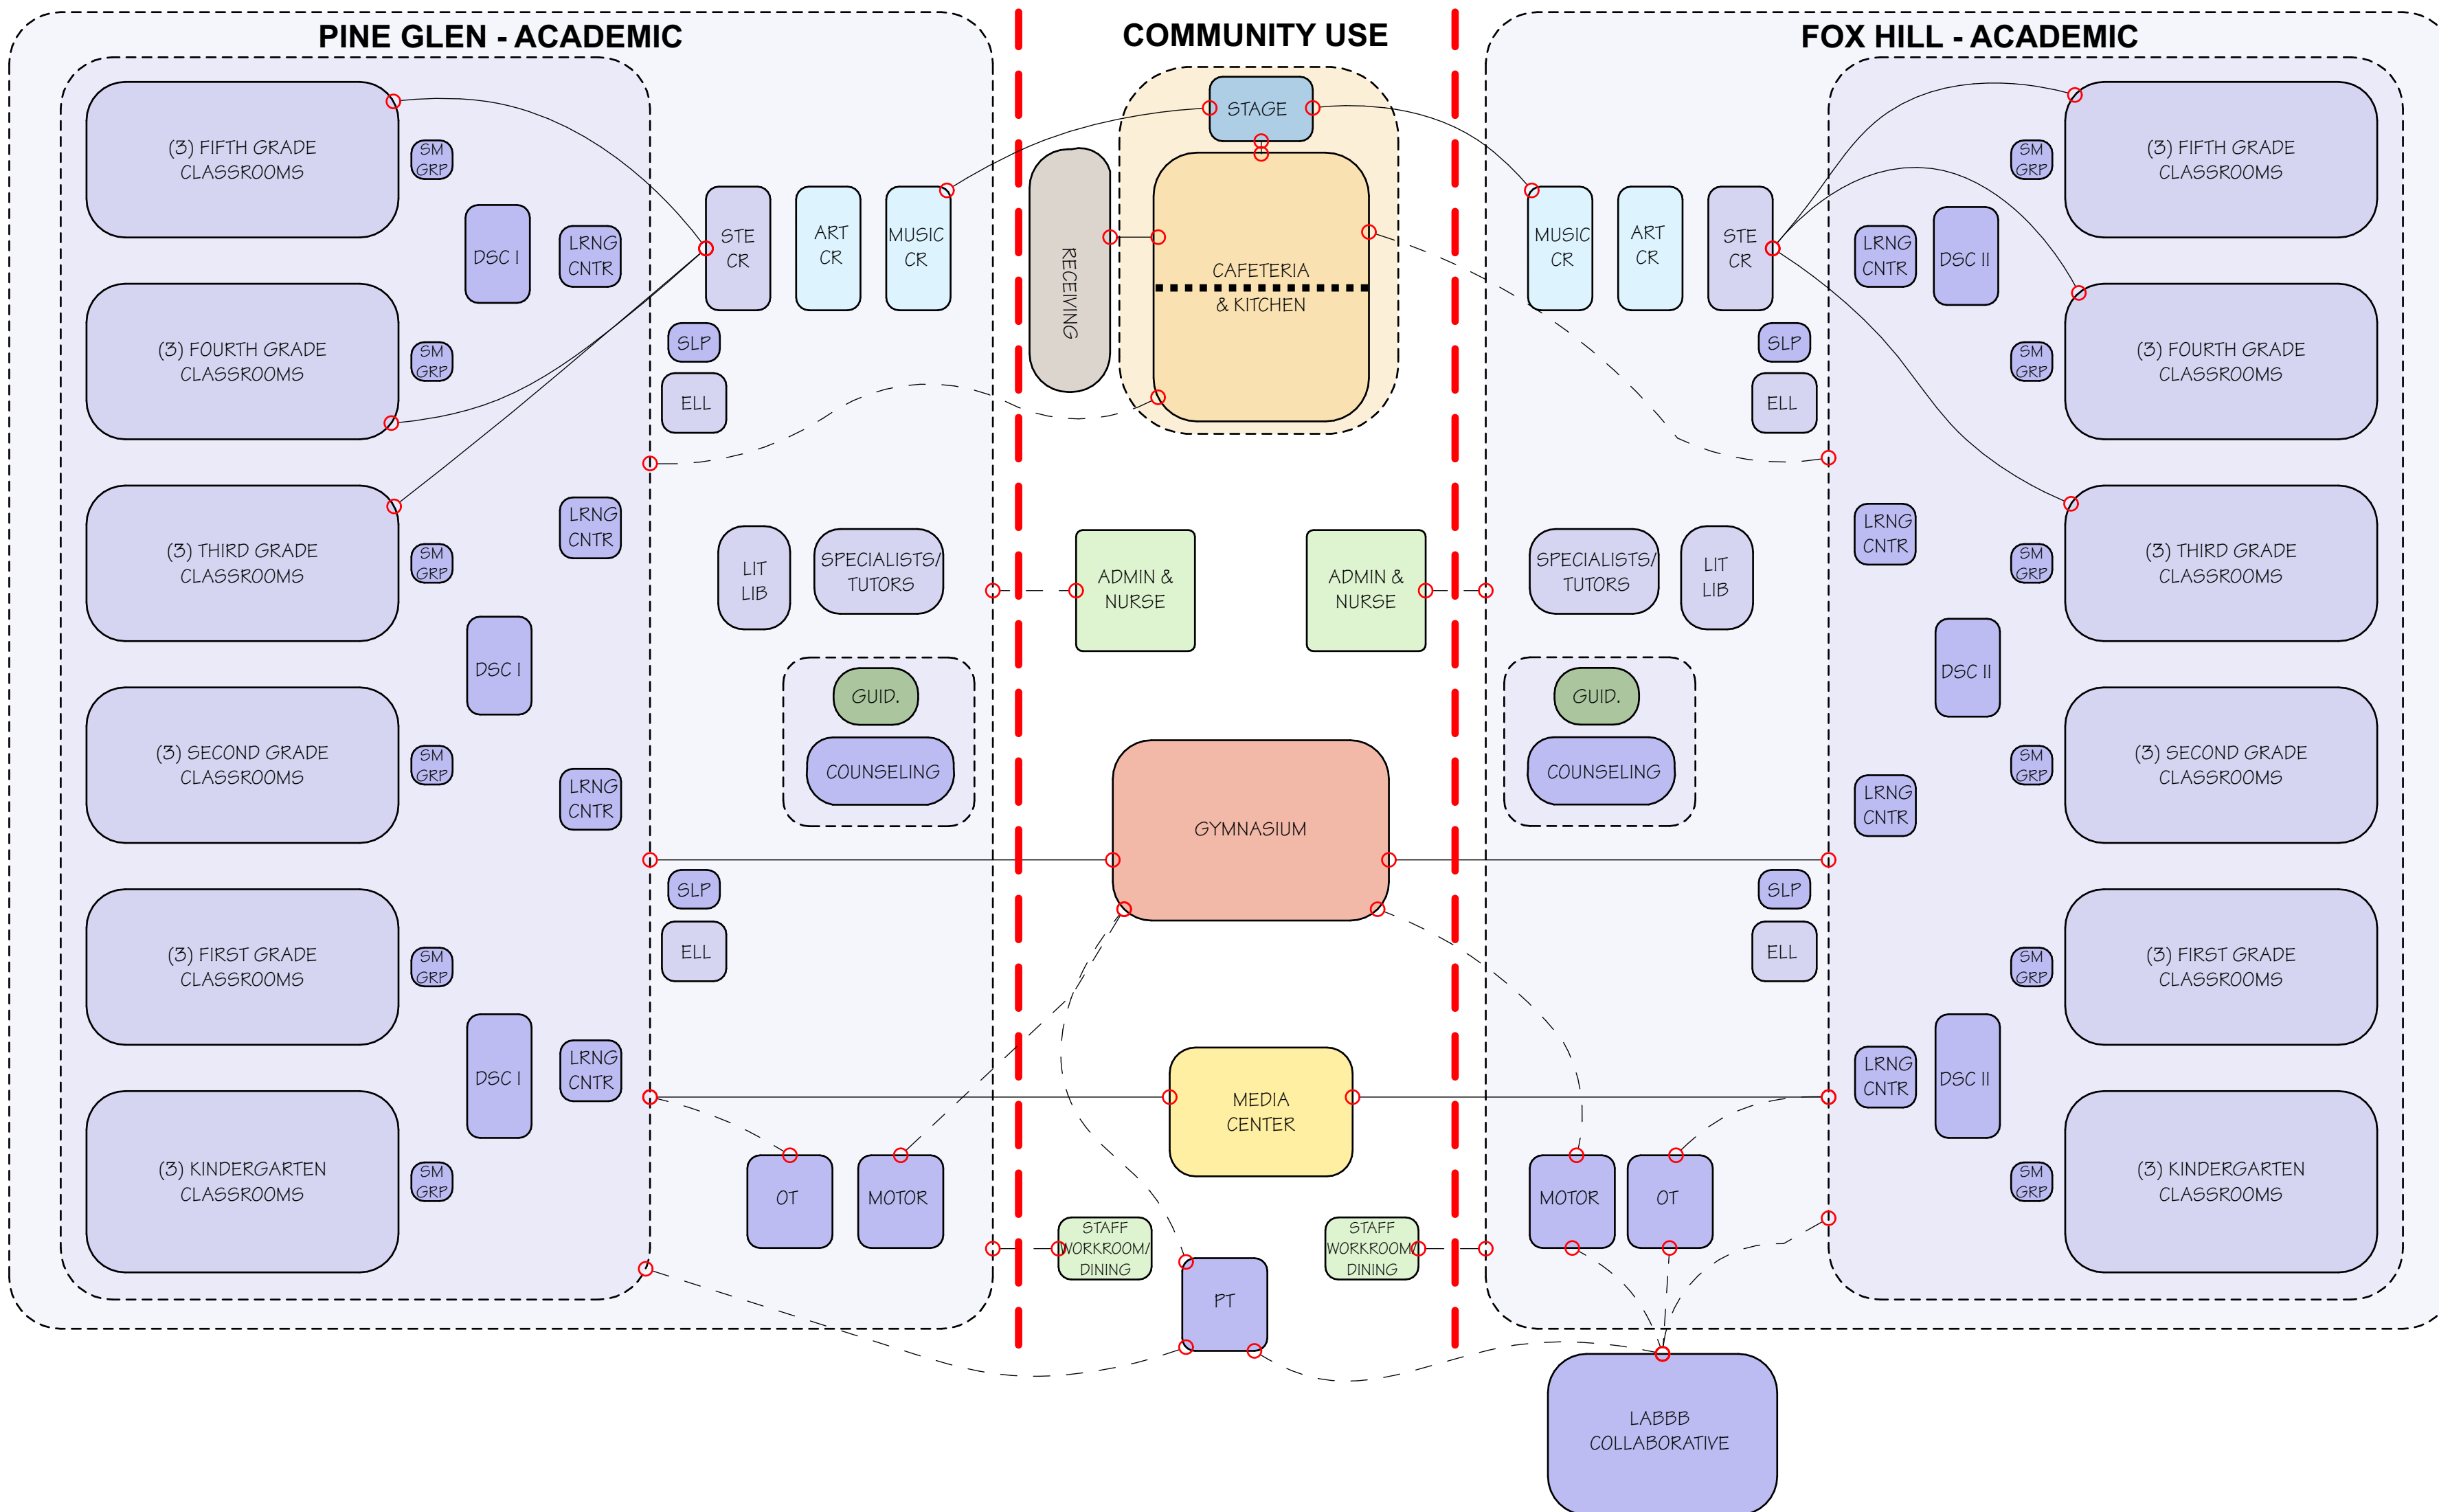 PINE GLEN - ACADEMIC
(3) FIFTH GRADE
CLASSROOMS
SM
GRP
DSC I
LRNG
CNTR
(3) FOURTH GRADE
CLASSROOMS
SM
GRP
(3) THIRD GRADE
CLASSROOMS
SM
GRP
LRNG
CNTR
DSC I
(3) SECOND GRADE
CLASSROOMS
SM
GRP
LRNG
CNTR
(3) FIRST GRADE
CLASSROOMS
SM
GRP
DSC I
LRNG
CNTR
(3) KINDERGARTEN
CLASSROOMS
SM
GRP
STE
CR
ART
CR
MUSIC
CR
SLP
ELL
LIT
LIB
SPECIALISTS/
TUTORS
GUID.
COUNSELING
SLP
ELL
OT
MOTOR
COMMUNITY USE
STAGE
RECEIVING
CAFETERIA
& KITCHEN
ADMIN &
NURSE
ADMIN &
NURSE
GYMNASIUM
MEDIA
CENTER
STAFF
WORKROOM/
DINING
STAFF
WORKROOM/
DINING
PT
FOX HILL - ACADEMIC
MUSIC
CR
ART
CR
STE
CR
SLP
ELL
SPECIALISTS/
TUTORS
LIT
LIB
GUID.
COUNSELING
SLP
ELL
MOTOR
OT
LRNG
CNTR
DSC II
SM
GRP
(3) FIFTH GRADE
CLASSROOMS
SM
GRP
(3) FOURTH GRADE
CLASSROOMS
LRNG
CNTR
SM
GRP
(3) THIRD GRADE
CLASSROOMS
DSC II
LRNG
CNTR
SM
GRP
(3) SECOND GRADE
CLASSROOMS
SM
GRP
(3) FIRST GRADE
CLASSROOMS
LRNG
CNTR
DSC II
SM
GRP
(3) KINDERGARTEN
CLASSROOMS
LABBB
COLLABORATIVE